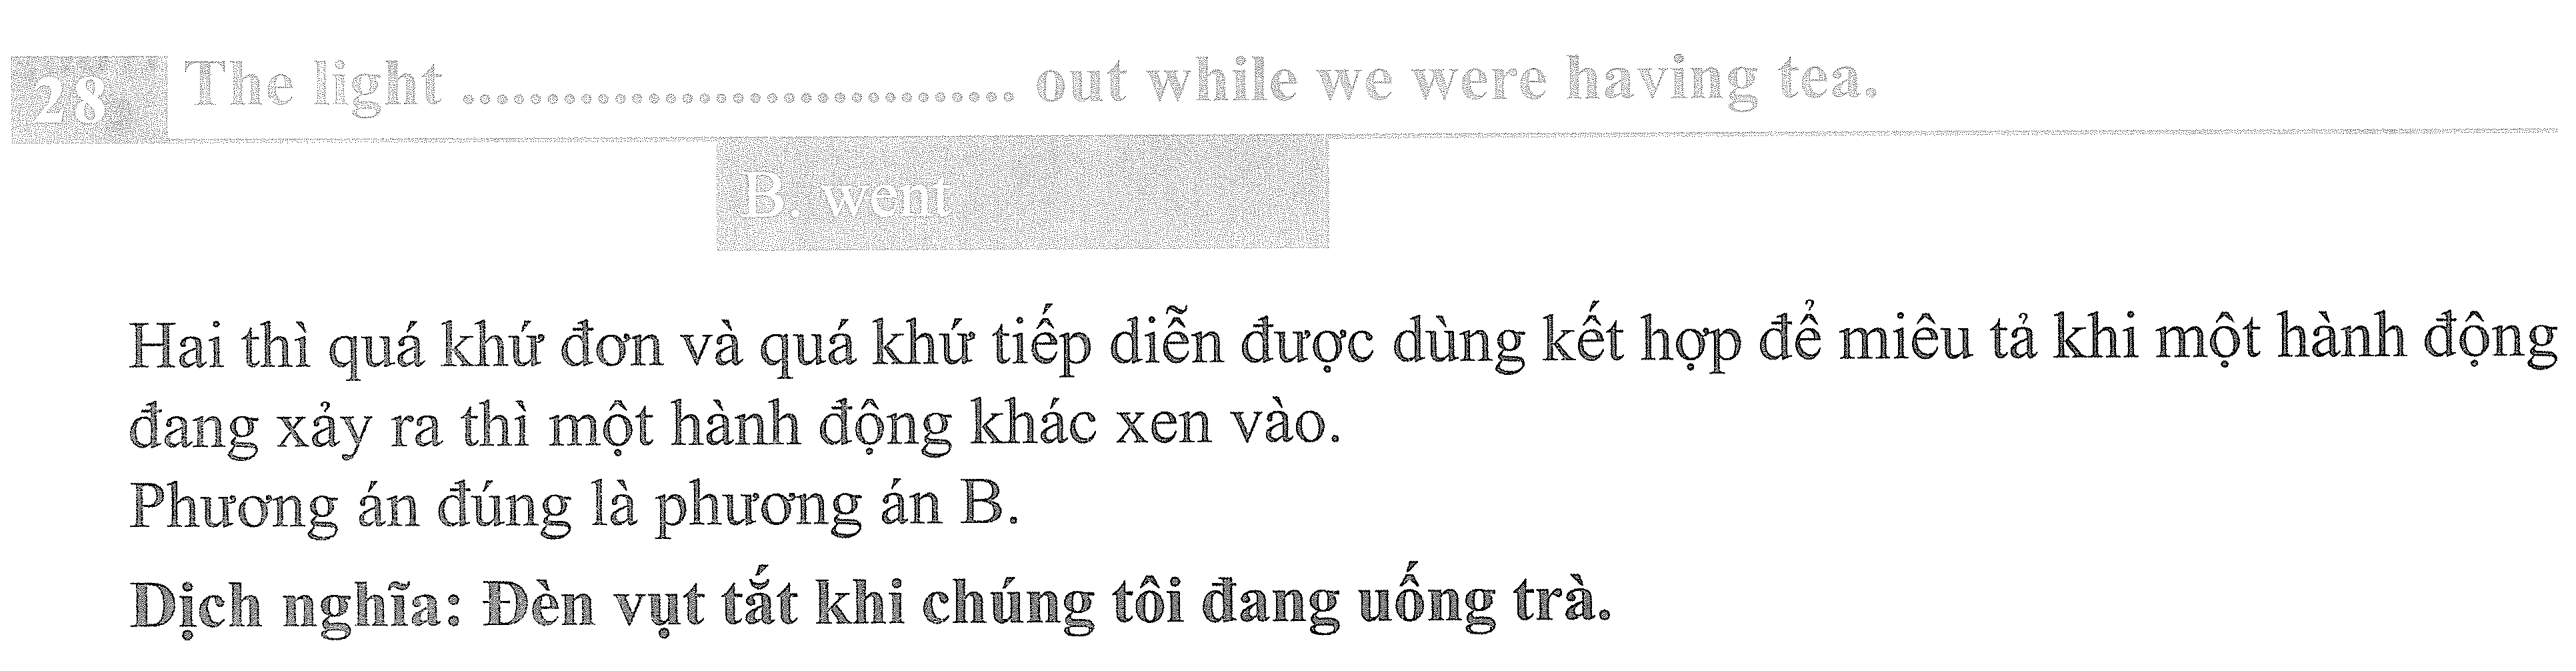 28 The light ................................. out while we were having tea.
B. went
Hai thì quá khứ đơn và quá khứ tiếp diễn được dùng kết hợp để miêu tả khi một hành động
đang xảy ra thì một hành động khác xen vào.
Phương án đúng là phương án B.
Dịch nghĩa: Đèn vụt tắt khi chúng tôi đang uống trà.